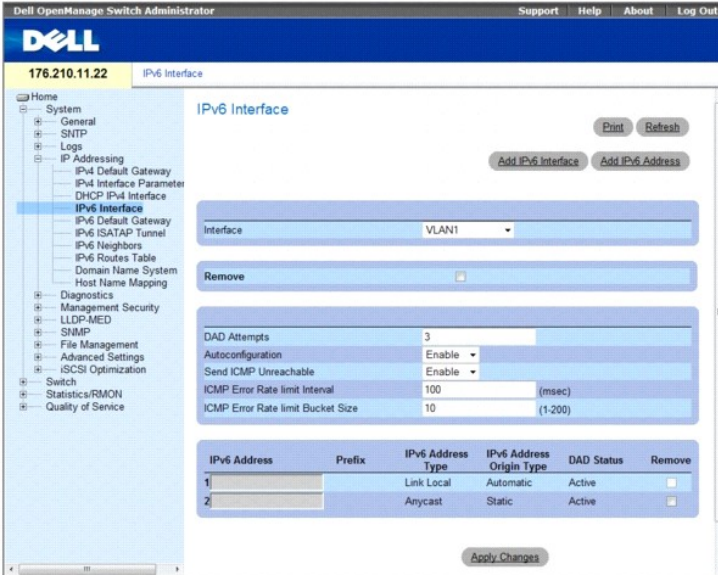 Dell OpenManage Switch Administrator
Support Help About Log Out
DELL
176.210.11.22
IPv6 Interface
Home
System
General
SNTP
Logs
IP Addressing
IPv4 Default Gateway
IPv4 Interface Parameter
DHCP IPv4 Interface
IPv6 Interface
IPv6 Default Gateway
IPv6 ISATAP Tunnel
IPv6 Neighbors
IPv6 Routes Table
Domain Name System
Host Name Mapping
Diagnostics
Management Security
LLDP-MED
SNMP
File Management
Advanced Settings
iSCSI Optimization
Switch
Statistics/RMON
Quality of Service
IPv6 Interface
Print Refresh
Add IPv6 Interface Add IPv6 Address
Interface VLAN1
Remove
DAD Attempts 3
Autoconfiguration Enable
Send ICMP Unreachable Enable
ICMP Error Rate limit Interval 100 (msec)
ICMP Error Rate limit Bucket Size 10 (1-200)
IPv6 Address Prefix IPv6 Address Type IPv6 Address Origin Type DAD Status Remove
1 Link Local Automatic Active
2 Anycast Static Active
Apply Changes